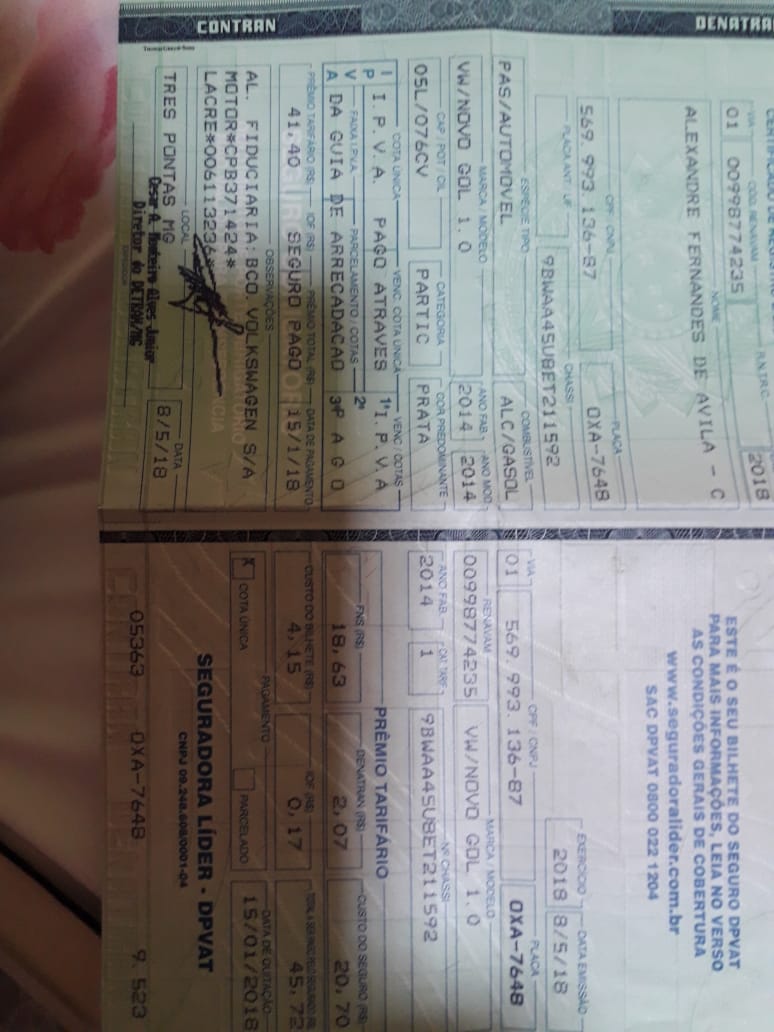 CONTRAN
DENATRA
CERTIFICADO DE REGIS
VIA
CÓD. RENAVAM
R.N.T.R.C.
01 00998774235
2018
NOME
ALEXANDRE FERNANDES DE AVILA - C
CPF / CNPJ
PLACA
569.993.136-87
OXA-7648
PLACA ANT. / UF
CHASSI
9BWAA45U8ET211592
ESPÉCIE TIPO
COMBUSTÍVEL
PAS/AUTOMOVEL
ALC/GASOL
MARCA / MODELO
ANO FAB.
ANO MOD.
VW/NOVO GOL 1.0
2014
2014
CAP / POT / CIL
CATEGORIA
COR PREDOMINANTE
05L/076CV
PARTIC
PRATA
COTA ÚNICA
VENC. COTA ÚNICA
VENC / COTAS
I P V A
I.P.V.A. PAGO ATRAVES
1ª I.P.V.A
FAIXA I.P.V.A.
PARCELAMENTO / COTAS
2ª
DA GUIA DE ARRECADACAO
3ª P A G O
PRÊMIO TARIFÁRIO (R$)
IOF (R$)
PRÊMIO TOTAL (R$)
DATA DE PAGAMENTO
41,40
SEGURO PAGO
15/1/18
OBSERVAÇÕES
AL. FIDUCIARIA:BCO.VOLKSWAGEN S/A
MOTOR*CPB371424*
LACRE*0061113236*
LOCAL
DATA
TRES PONTAS MG
8/5/18
Cesar A. Monteiro Alves Junior
Diretor do DETRAN/MG
ESTE É O SEU BILHETE DO SEGURO DPVAT
PARA MAIS INFORMAÇÕES, LEIA NO VERSO
AS CONDIÇÕES GERAIS DE COBERTURA
www.seguradoralider.com.br
SAC DPVAT 0800 022 1204
EXERCÍCIO
DATA EMISSÃO
2018
8/5/18
VIA
CPF / CNPJ
PLACA
01
569.993.136-87
OXA-7648
RENAVAM
MARCA / MODELO
00998774235
VW/NOVO GOL 1.0
ANO FAB.
CAT. TARIF
Nº CHASSI
2014
1
9BWAA45U8ET211592
PRÊMIO TARIFÁRIO
FNS (R$)
DENATRAN (R$)
CUSTO DO SEGURO (R$)
18,63
2,07
20,70
CUSTO DO BILHETE (R$)
IOF (R$)
4,15
0,17
45,72
PAGAMENTO
DATA DE QUITAÇÃO
X
COTA ÚNICA
PARCELADO
15/01/2018
SEGURADORA LÍDER - DPVAT
CNPJ 09.248.608/0001-04
05363
OXA-7648
9.523